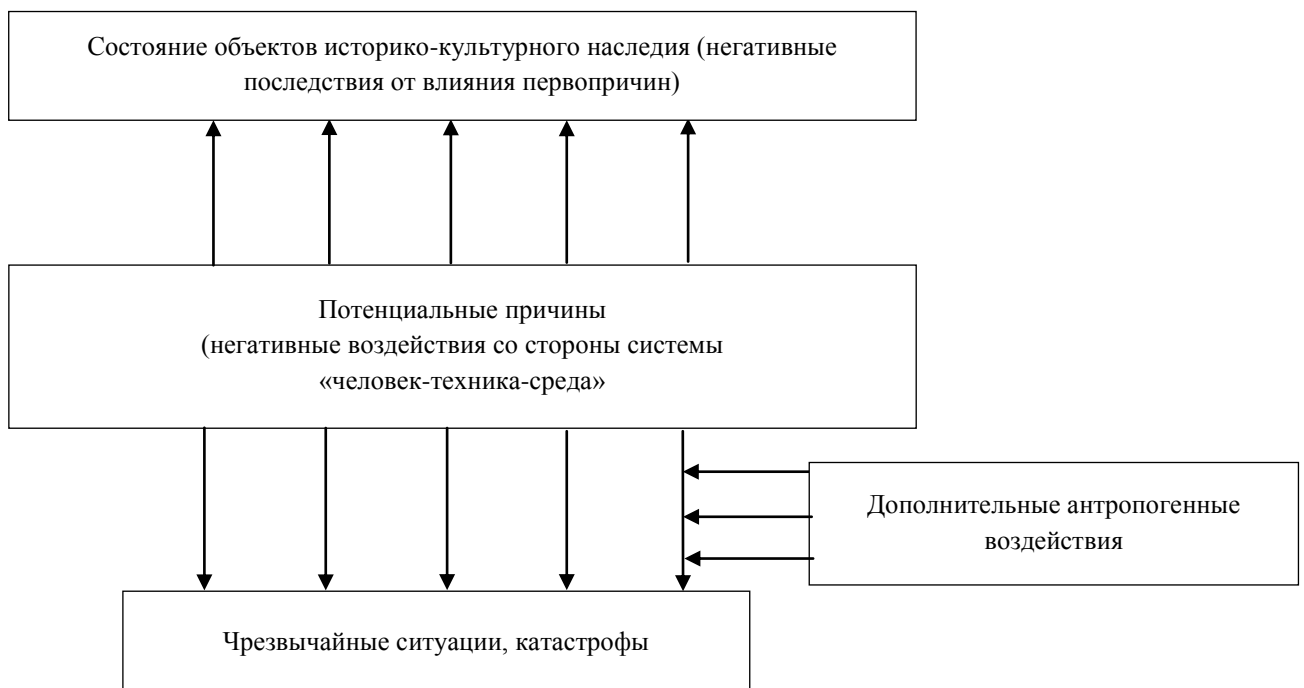 Состояние объектов историко-культурного наследия (негативные
последствия от влияния первопричин)
Потенциальные причины
(негативные воздействия со стороны системы
«человек-техника-среда»
Дополнительные антропогенные
воздействия
Чрезвычайные ситуации, катастрофы